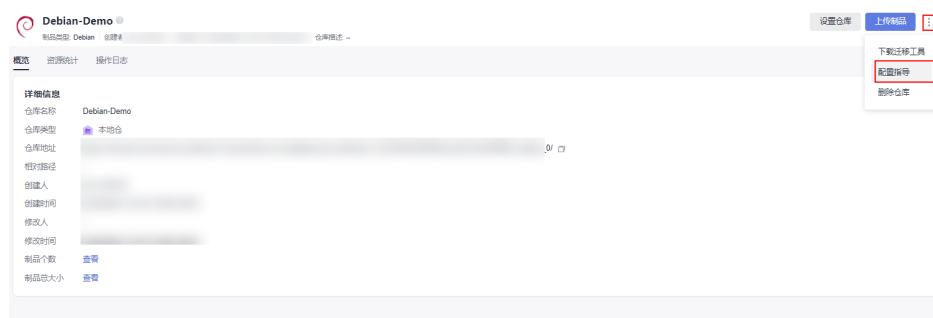 Debian-Demo
设置仓库 上传制品
制品类型: Debian 创建者 仓库描述: --
下载迁移工具
配置指导
删除仓库
概览 资源统计 操作日志
详细信息
仓库名称 Debian-Demo
仓库类型 本地仓
仓库地址 _0/
相对路径
创建人
创建时间
修改人
修改时间
制品个数 查看
制品总大小 查看